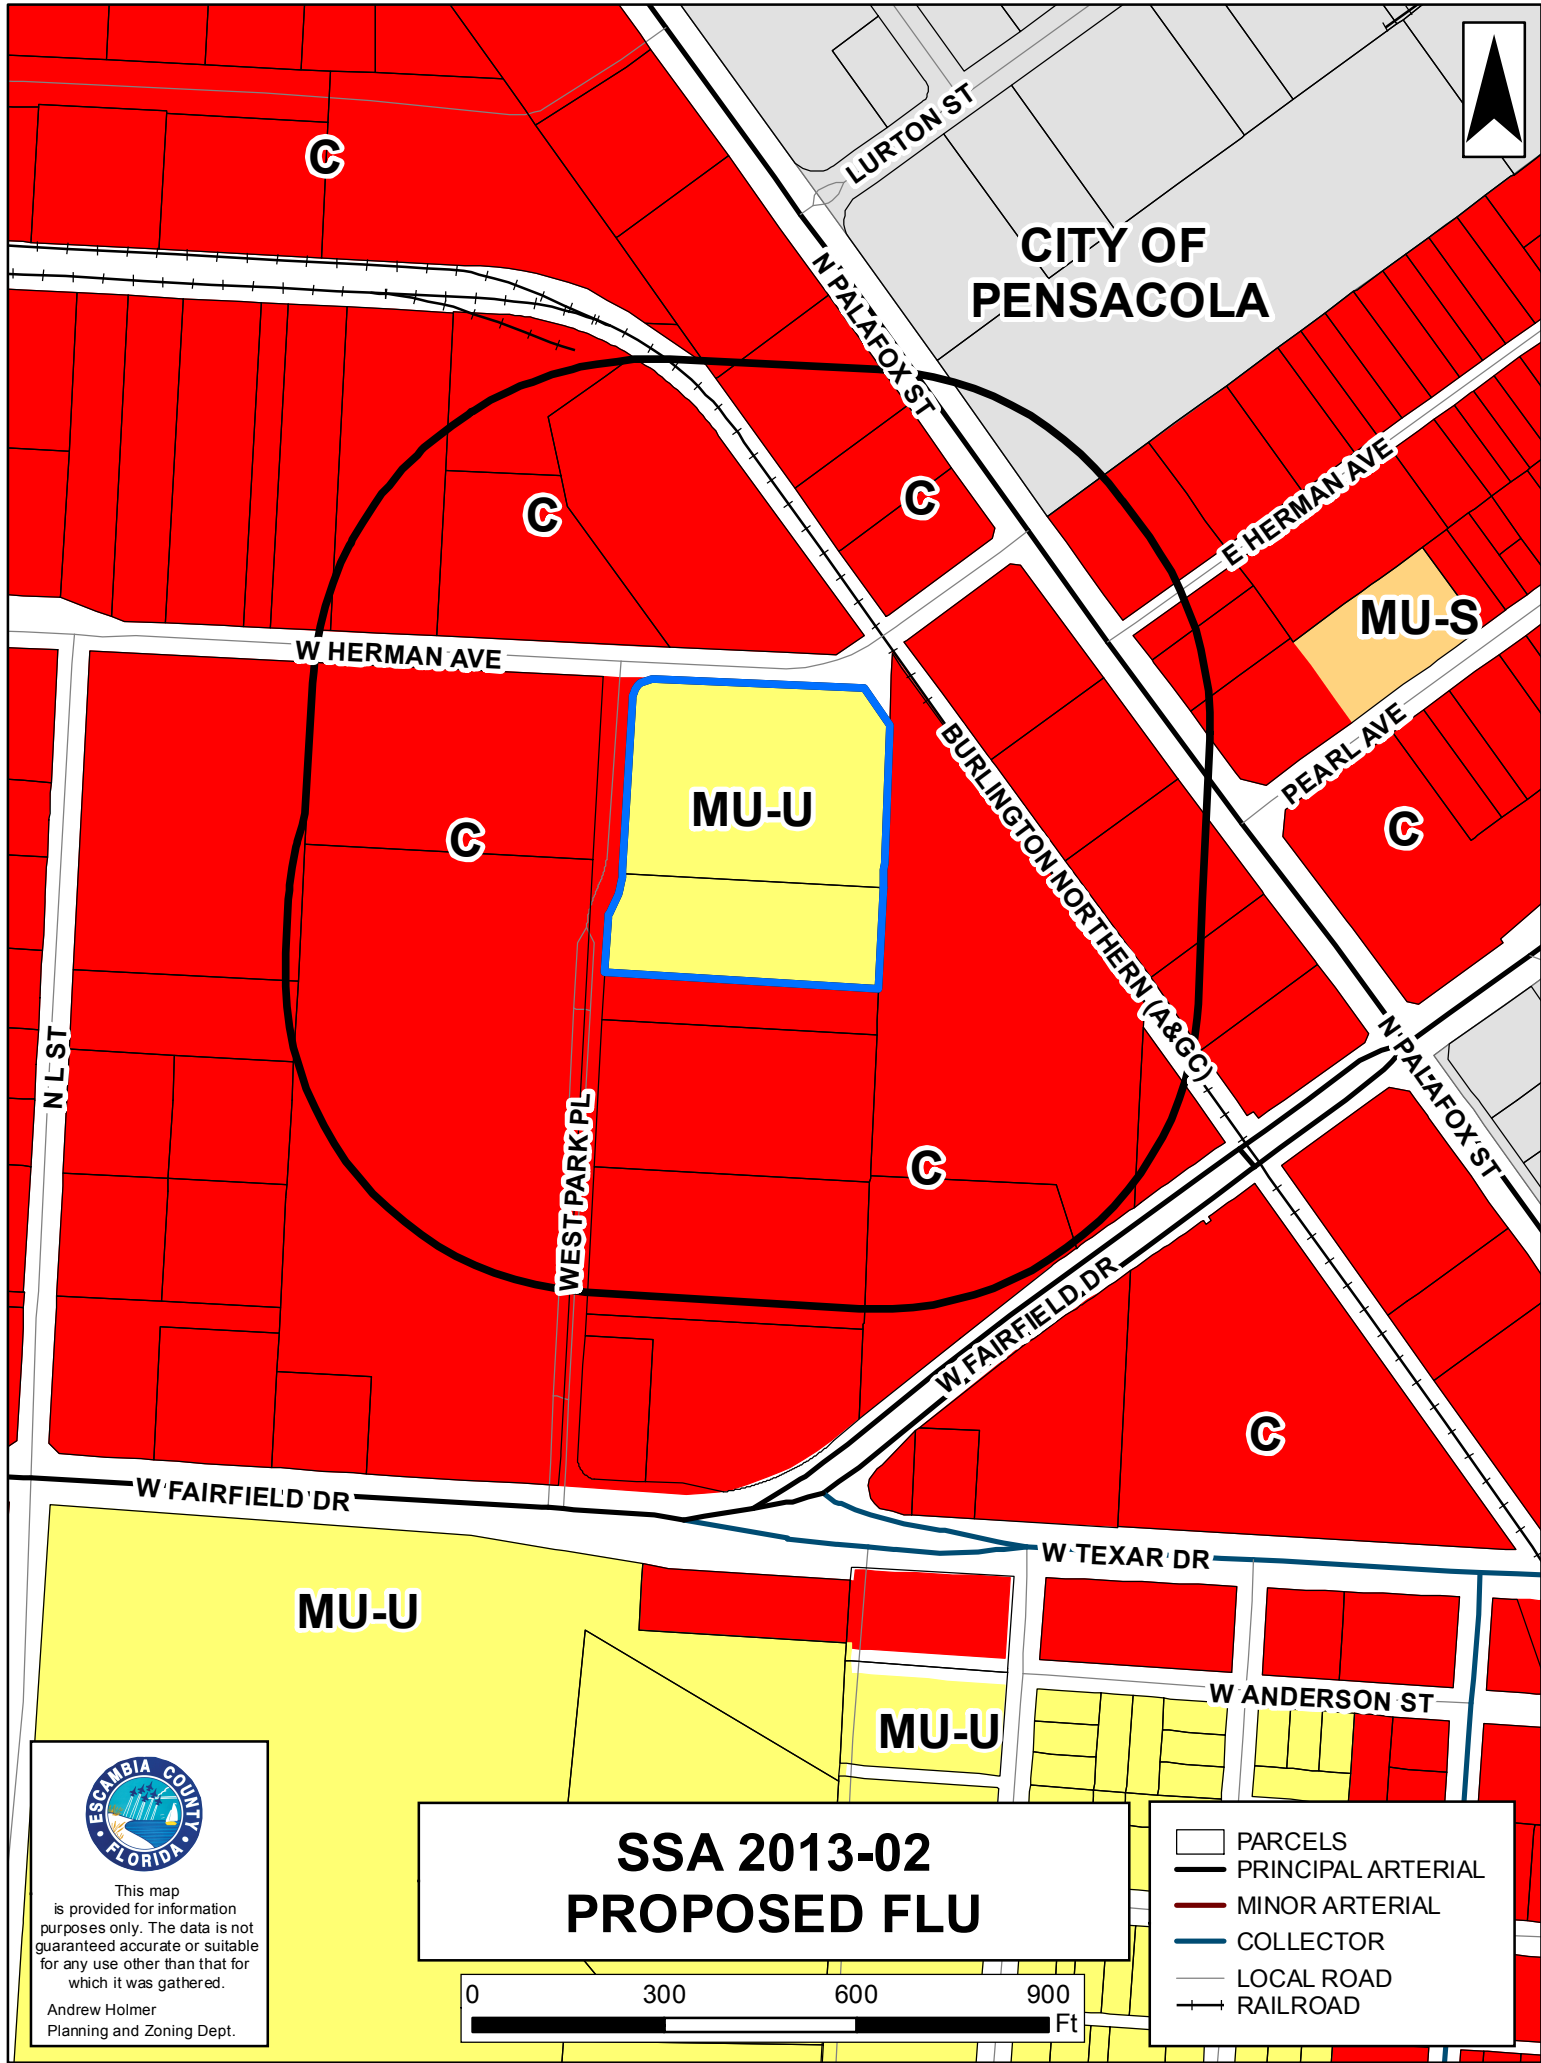 C
LURTON ST
CITY OF
PENSACOLA
N PALAFOX ST
C
C
E HERMAN AVE
MU-S
W HERMAN AVE
PEARL AVE
MU-U
C
C
BURLINGTON NORTHERN (A&GC)
N L ST
N PALAFOX ST
WEST PARK PL
C
W FAIRFIELD DR
C
W FAIRFIELD DR
W TEXAR DR
MU-U
W ANDERSON ST
MU-U
ESCAMBIA COUNTY
FLORIDA
This map
is provided for information
purposes only. The data is not
guaranteed accurate or suitable
for any use other than that for
which it was gathered.
Andrew Holmer
Planning and Zoning Dept.
SSA 2013-02
PROPOSED FLU
0 300 600 900
Ft
PARCELS
PRINCIPAL ARTERIAL
MINOR ARTERIAL
COLLECTOR
LOCAL ROAD
RAILROAD